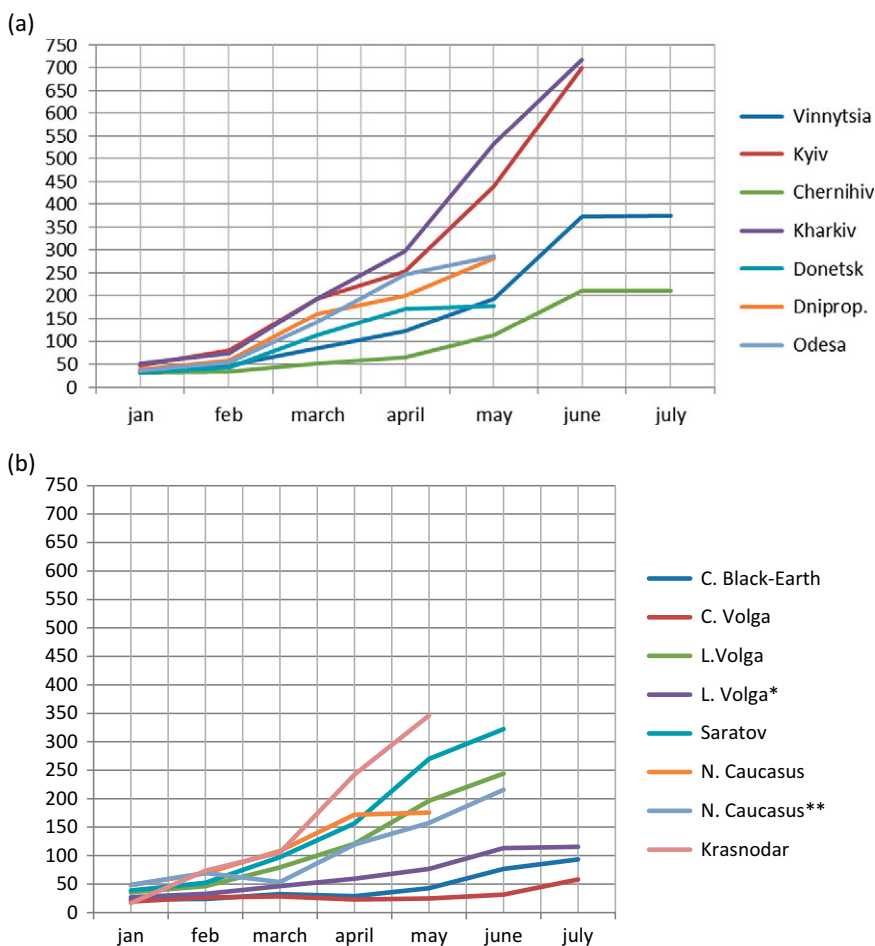 (a)
750
700
650
600
550
500
450
400
350
300
250
200
150
100
50
0
jan feb march april may june july
Vinnytsia
Kyiv
Chernihiv
Kharkiv
Donetsk
Dniprop.
Odesa
(b)
750
700
650
600
550
500
450
400
350
300
250
200
150
100
50
0
jan feb march april may june july
C. Black-Earth
C. Volga
L.Volga
L. Volga*
Saratov
N. Caucasus
N. Caucasus**
Krasnodar